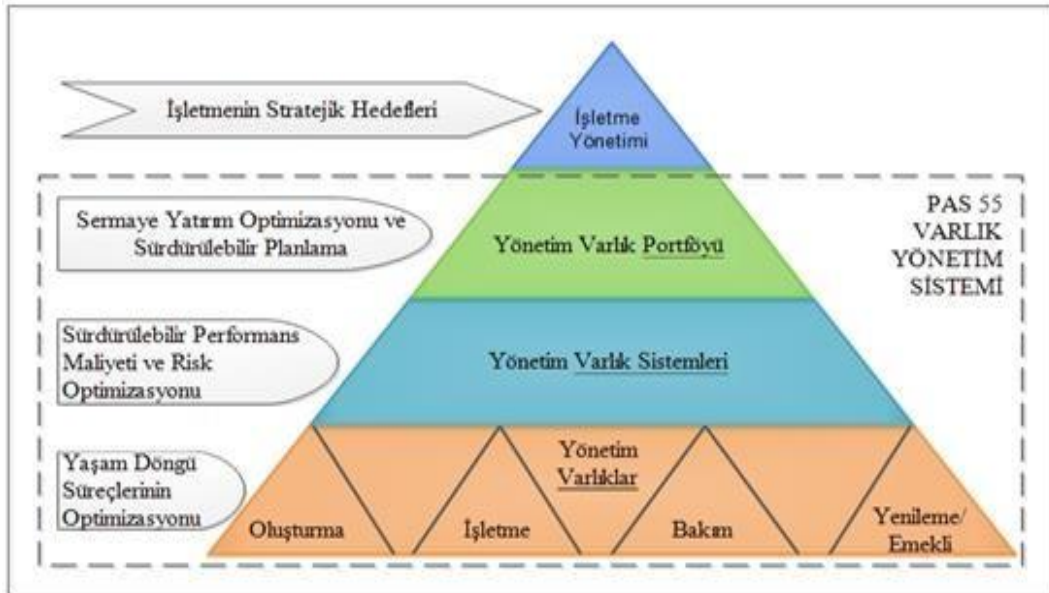 İşletmenin Stratejik Hedefleri
İşletme
Yönetimi
Sermaye Yatırım Optimizasyonu ve
Sürdürülebilir Planlama
Yönetim Varlık Portföyü
PAS 55
VARLIK
YÖNETİM
SİSTEMİ
Sürdürülebilir Performans
Maliyeti ve Risk
Optimizasyonu
Yönetim Varlık Sistemleri
Yaşam Döngü
Süreçlerinin
Optimizasyonu
Yönetim
Varlıklar
Oluşturma
İşletme
Bakım
Yenileme/
Emekli